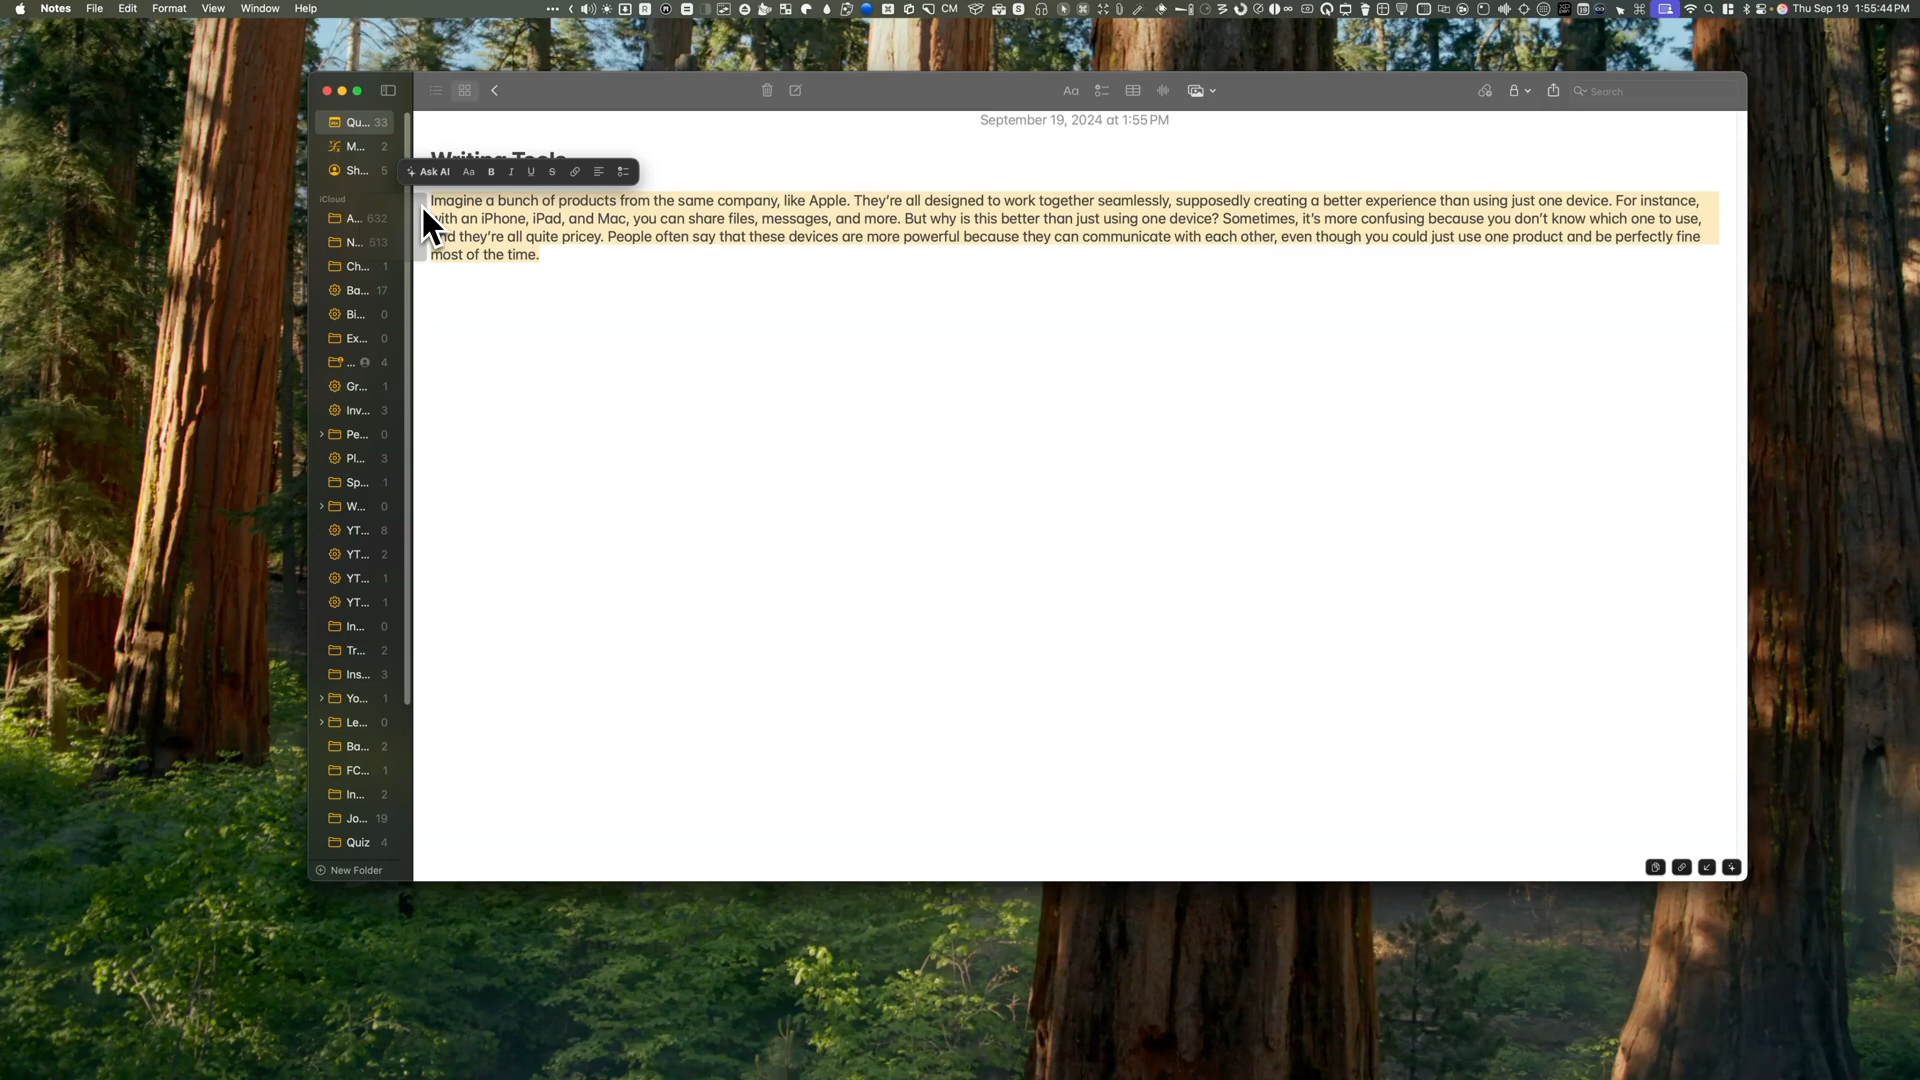 Notes File Edit Format View Window Help
CM
Thu Sep 19 1:55:44 PM
Search
September 19, 2024 at 1:55 PM
Writing Tools
Ask AI Aa B I U S
Imagine a bunch of products from the same company, like Apple. They’re all designed to work together seamlessly, supposedly creating a better experience than using just one device. For instance,
with an iPhone, iPad, and Mac, you can share files, messages, and more. But why is this better than just using one device? Sometimes, it’s more confusing because you don’t know which one to use,
and they’re all quite pricey. People often say that these devices are more powerful because they can communicate with each other, even though you could just use one product and be perfectly fine
most of the time.
Qu... 33
M... 2
Sh... 5
iCloud
A... 632
N... 513
Ch... 1
Ba... 17
Bi... 0
Ex... 0
... 4
Gr... 1
Inv... 3
Pe... 0
Pl... 3
Sp... 1
W... 0
YT... 8
YT... 2
YT... 1
YT... 1
In... 0
Tr... 2
Ins... 3
Yo... 1
Le... 0
Ba... 2
FC... 1
In... 2
Jo... 19
Quiz 4
New Folder